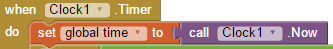 when Clock1 .Timer
do set global time to call Clock1 .Now